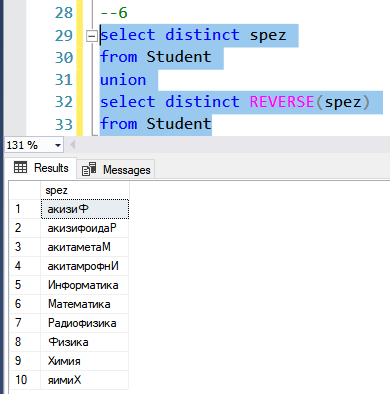 28 --6
29 select distinct spez
30 from Student
31 union
32 select distinct REVERSE(spez)
33 from Student
131 %
Results Messages
spez
1 акизиФ
2 акизифоидаР
3 акитаметаМ
4 акитамрофнИ
5 Информатика
6 Математика
7 Радиофизика
8 Физика
9 Химия
10 яимиХ